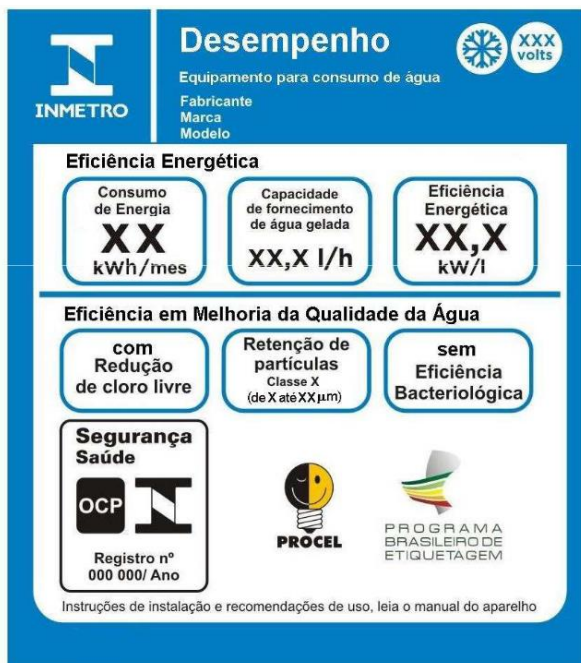 INMETRO
Desempenho
XXX
volts
Equipamento para consumo de água
Fabricante
Marca
Modelo
Eficiência Energética
Consumo
de Energia
XX
kWh/mes
Capacidade
de fornecimento
de água gelada
XX,X l/h
Eficiência
Energética
XX,X
kW/l
Eficiência em Melhoria da Qualidade da Água
com
Redução
de cloro livre
Retenção de
partículas
Classe X
(de X até XX µm)
sem
Eficiência
Bacteriológica
Segurança
Saúde
OCP
Registro nº
000 000/ Ano
PROCEL
PROGRAMA
BRASILEIRO DE
ETIQUETAGEM
Instruções de instalação e recomendações de uso, leia o manual do aparelho